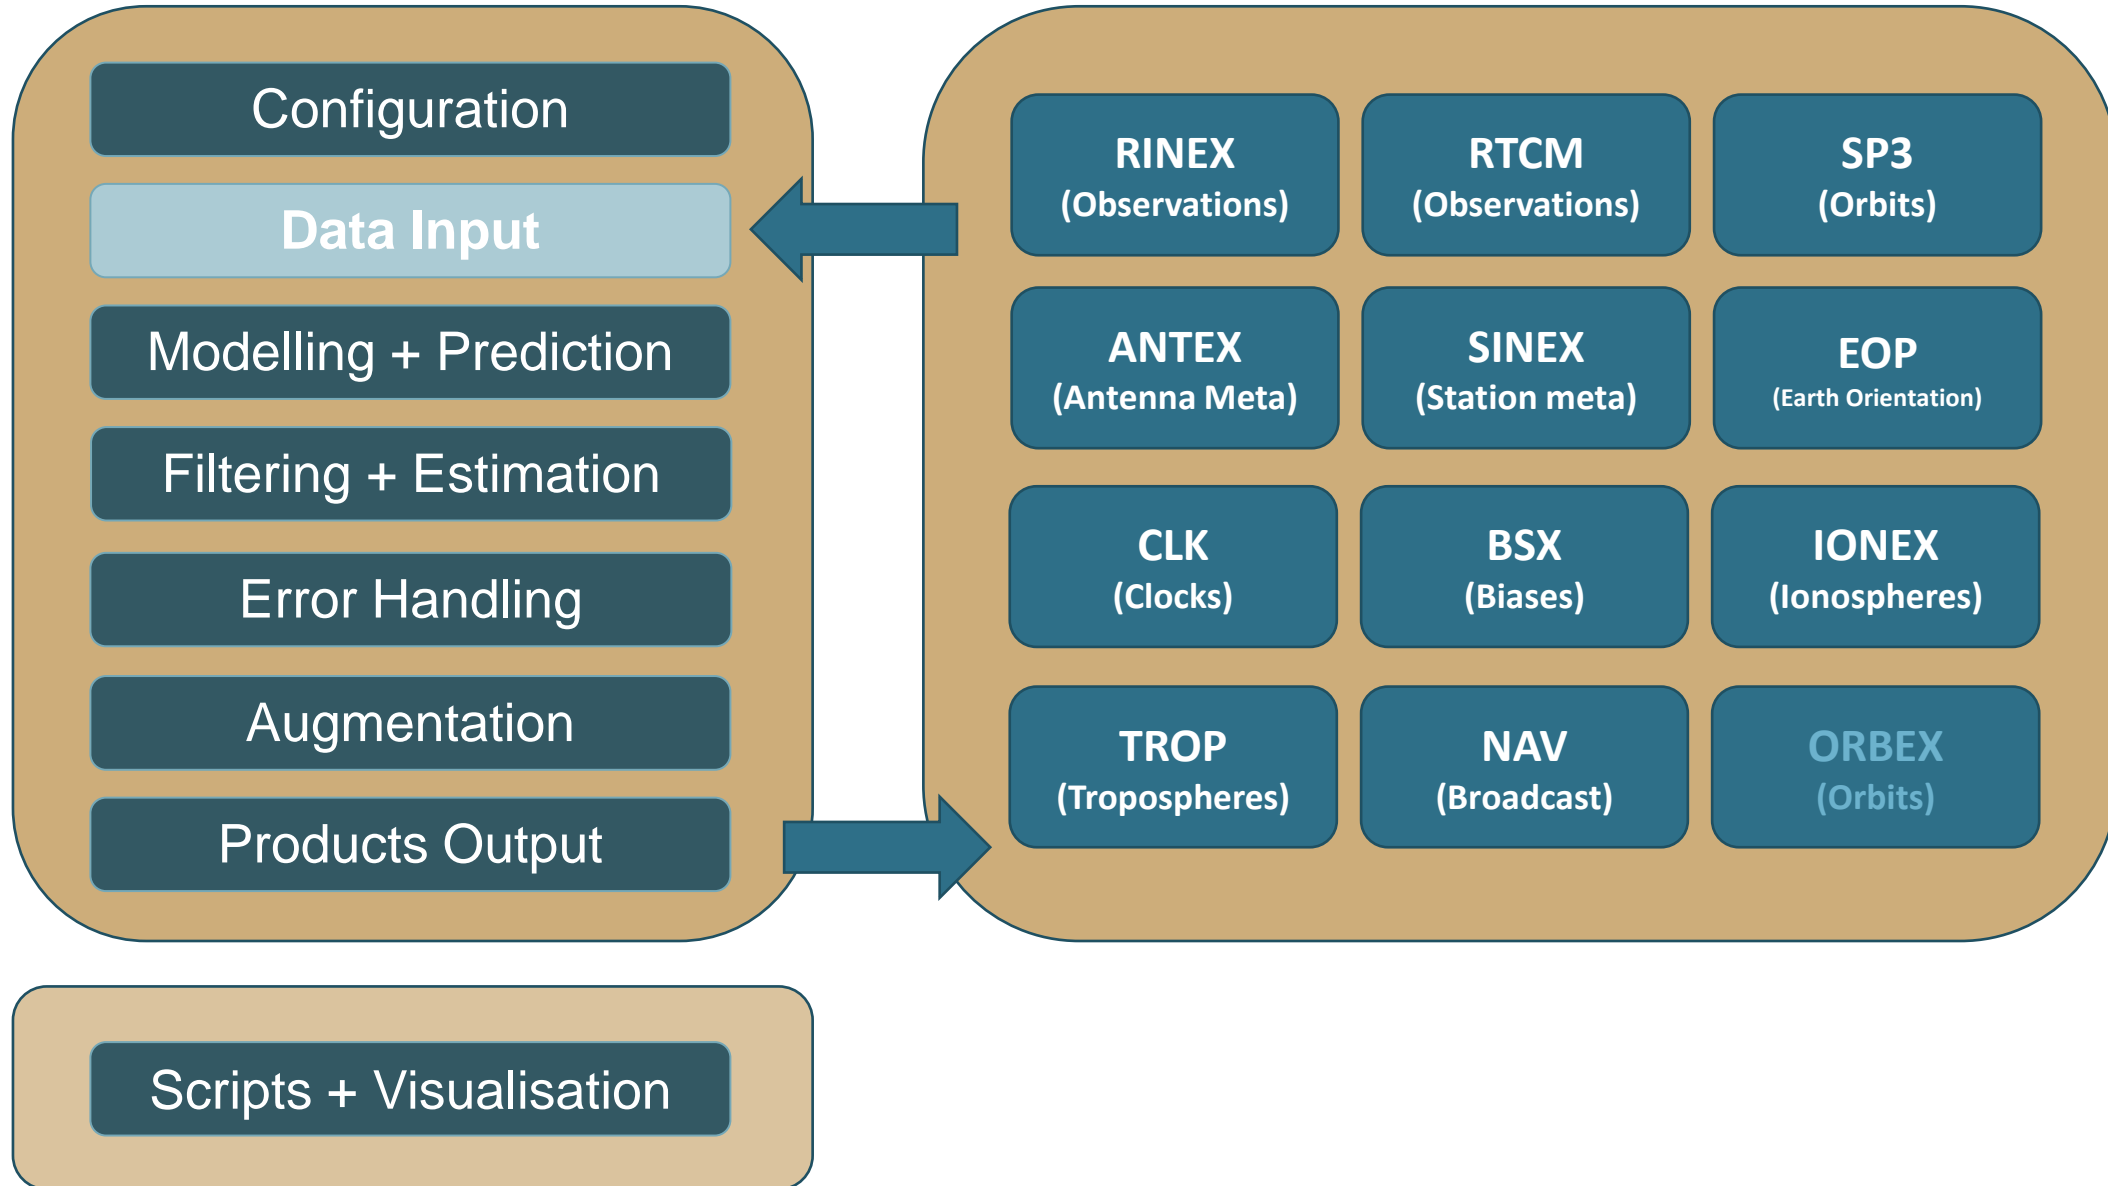 Configuration
Data Input
Modelling + Prediction
Filtering + Estimation
Error Handling
Augmentation
Products Output
Scripts + Visualisation
RINEX
(Observations)
RTCM
(Observations)
SP3
(Orbits)
ANTEX
(Antenna Meta)
SINEX
(Station meta)
EOP
(Earth Orientation)
CLK
(Clocks)
BSX
(Biases)
IONEX
(Ionospheres)
TROP
(Tropospheres)
NAV
(Broadcast)
ORBEX
(Orbits)